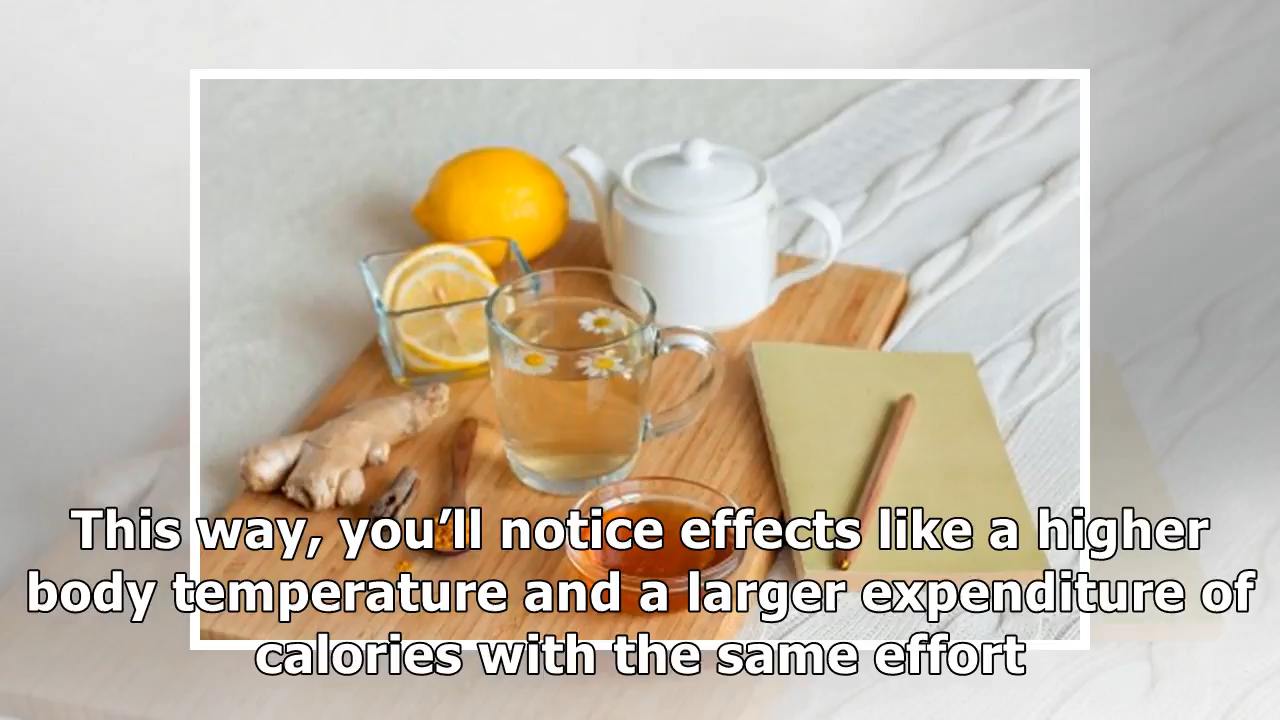 This way, you’ll notice effects like a higher
body temperature and a larger expenditure of
calories with the same effort